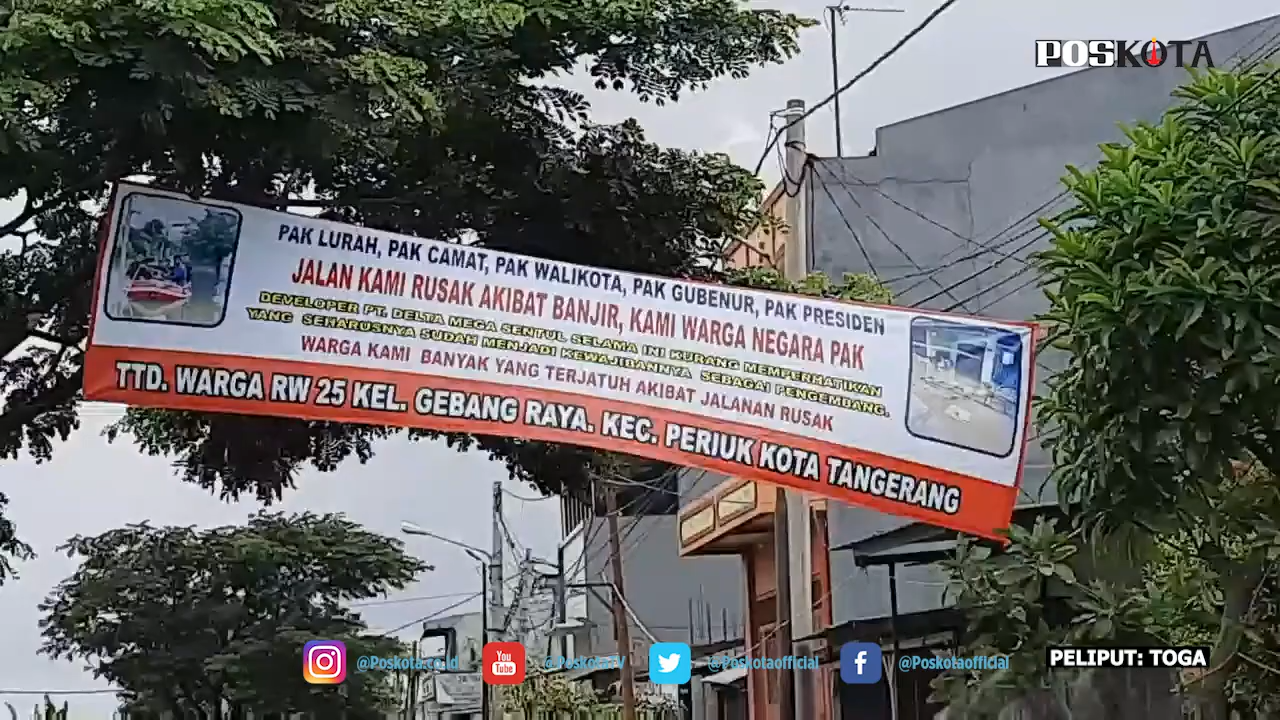 POSKOTA
PAK LURAH, PAK CAMAT, PAK WALIKOTA, PAK GUBENUR, PAK PRESIDEN
JALAN KAMI RUSAK AKIBAT BANJIR, KAMI WARGA NEGARA PAK
DEVELOPER PT. DELTA MEGA SENTUL SELAMA INI KURANG MEMPERHATIKAN
YANG SEHARUSNYA SUDAH MENJADI KEWAJIBANNYA SEBAGAI PENGEMBANG.
WARGA KAMI BANYAK YANG TERJATUH AKIBAT JALANAN RUSAK
TTD. WARGA RW 25 KEL. GEBANG RAYA. KEC. PERIUK KOTA TANGERANG
PELIPUT: TOGA
@Poskota.co.id You Tube @PoskotaTV @Poskotaofficial @Poskotaofficial